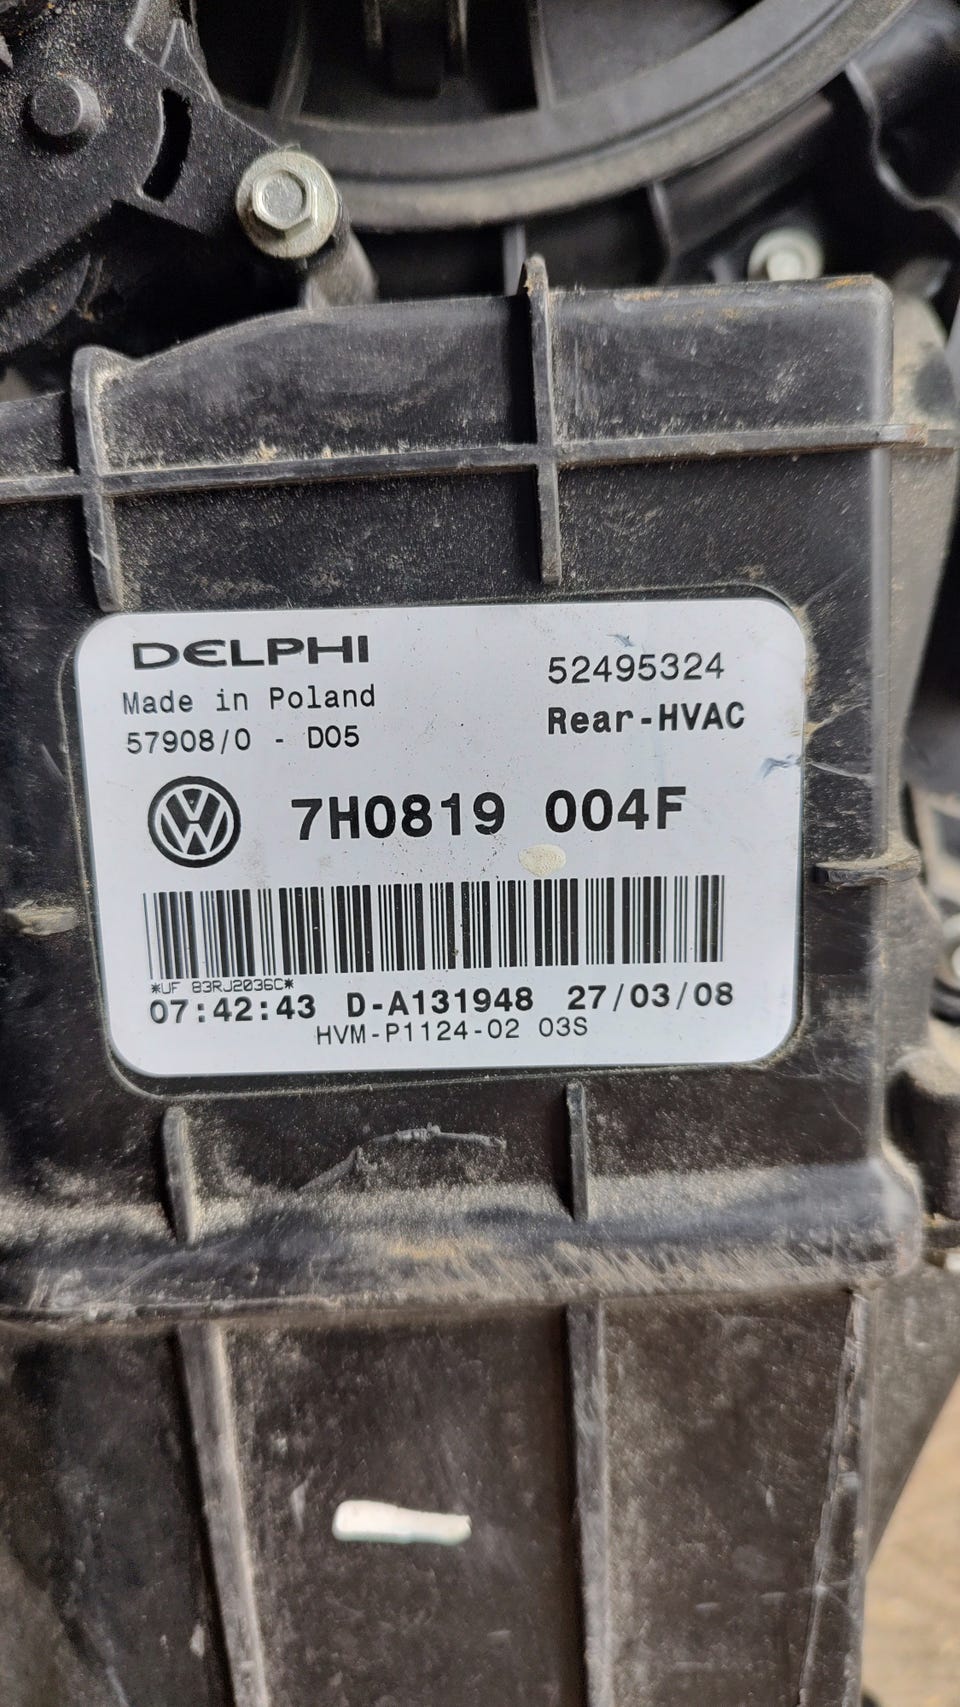 DELPHI
52495324
Made in Poland
Rear-HVAC
57908/0 - D05
7H0819 004F
*UF 83RJ2036C*
07:42:43 D-A131948 27/03/08
HVM-P1124-02 03S